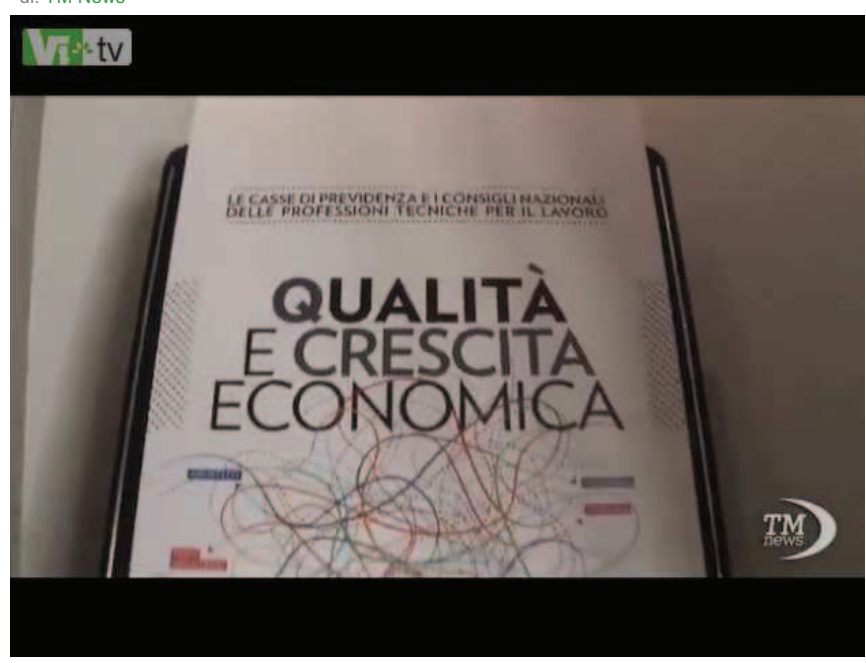 di: TM News
Vi tv
LE CASSE DI PREVIDENZA E I CONSIGLI NAZIONALI
DELLE PROFESSIONI TECNICHE PER IL LAVORO
QUALITÀ
E CRESCITA
ECONOMICA
TM
news